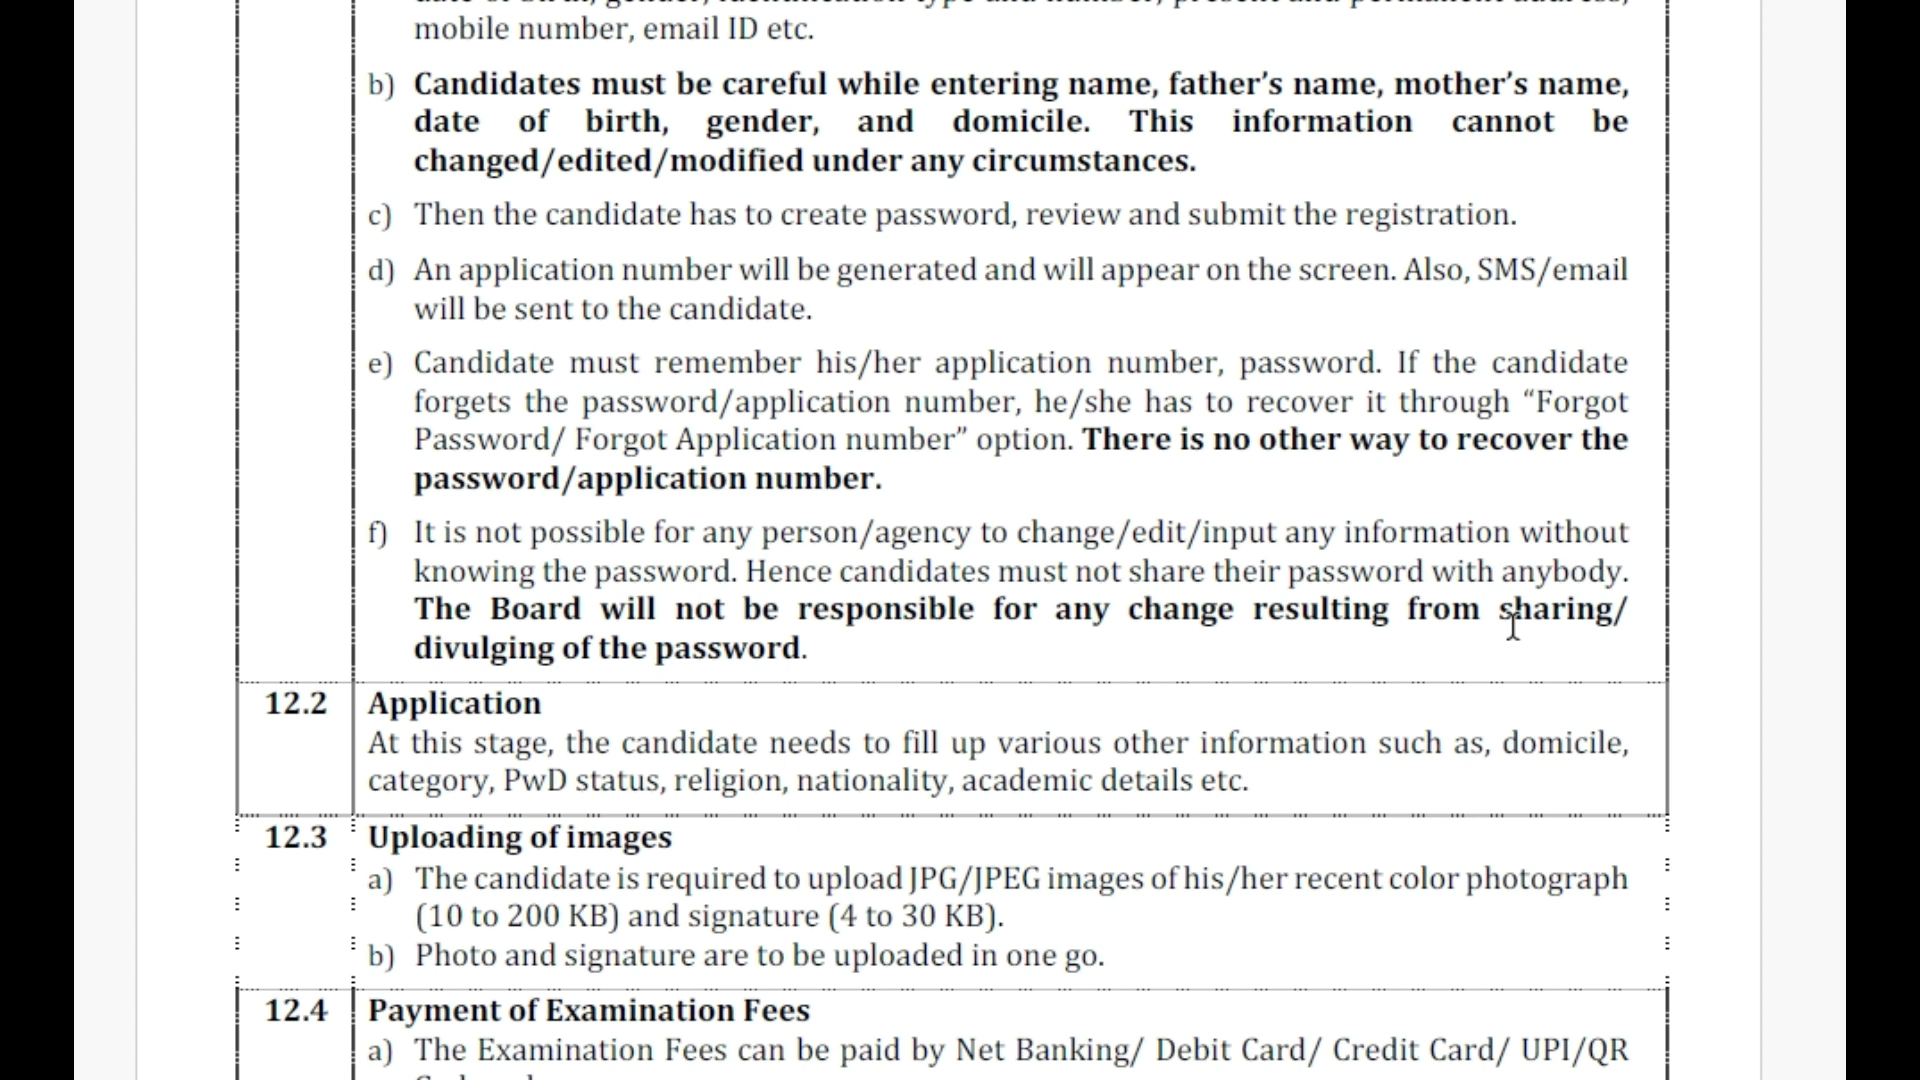 mobile number, email ID etc.
b) Candidates must be careful while entering name, father’s name, mother’s name,
date of birth, gender, and domicile. This information cannot be
changed/edited/modified under any circumstances.
c) Then the candidate has to create password, review and submit the registration.
d) An application number will be generated and will appear on the screen. Also, SMS/email
will be sent to the candidate.
e) Candidate must remember his/her application number, password. If the candidate
forgets the password/application number, he/she has to recover it through “Forgot
Password/ Forgot Application number” option. There is no other way to recover the
password/application number.
f) It is not possible for any person/agency to change/edit/input any information without
knowing the password. Hence candidates must not share their password with anybody.
The Board will not be responsible for any change resulting from sharing/
divulging of the password.
12.2 Application
At this stage, the candidate needs to fill up various other information such as, domicile,
category, PwD status, religion, nationality, academic details etc.
12.3 Uploading of images
a) The candidate is required to upload JPG/JPEG images of his/her recent color photograph
(10 to 200 KB) and signature (4 to 30 KB).
b) Photo and signature are to be uploaded in one go.
12.4 Payment of Examination Fees
a) The Examination Fees can be paid by Net Banking/ Debit Card/ Credit Card/ UPI/QR